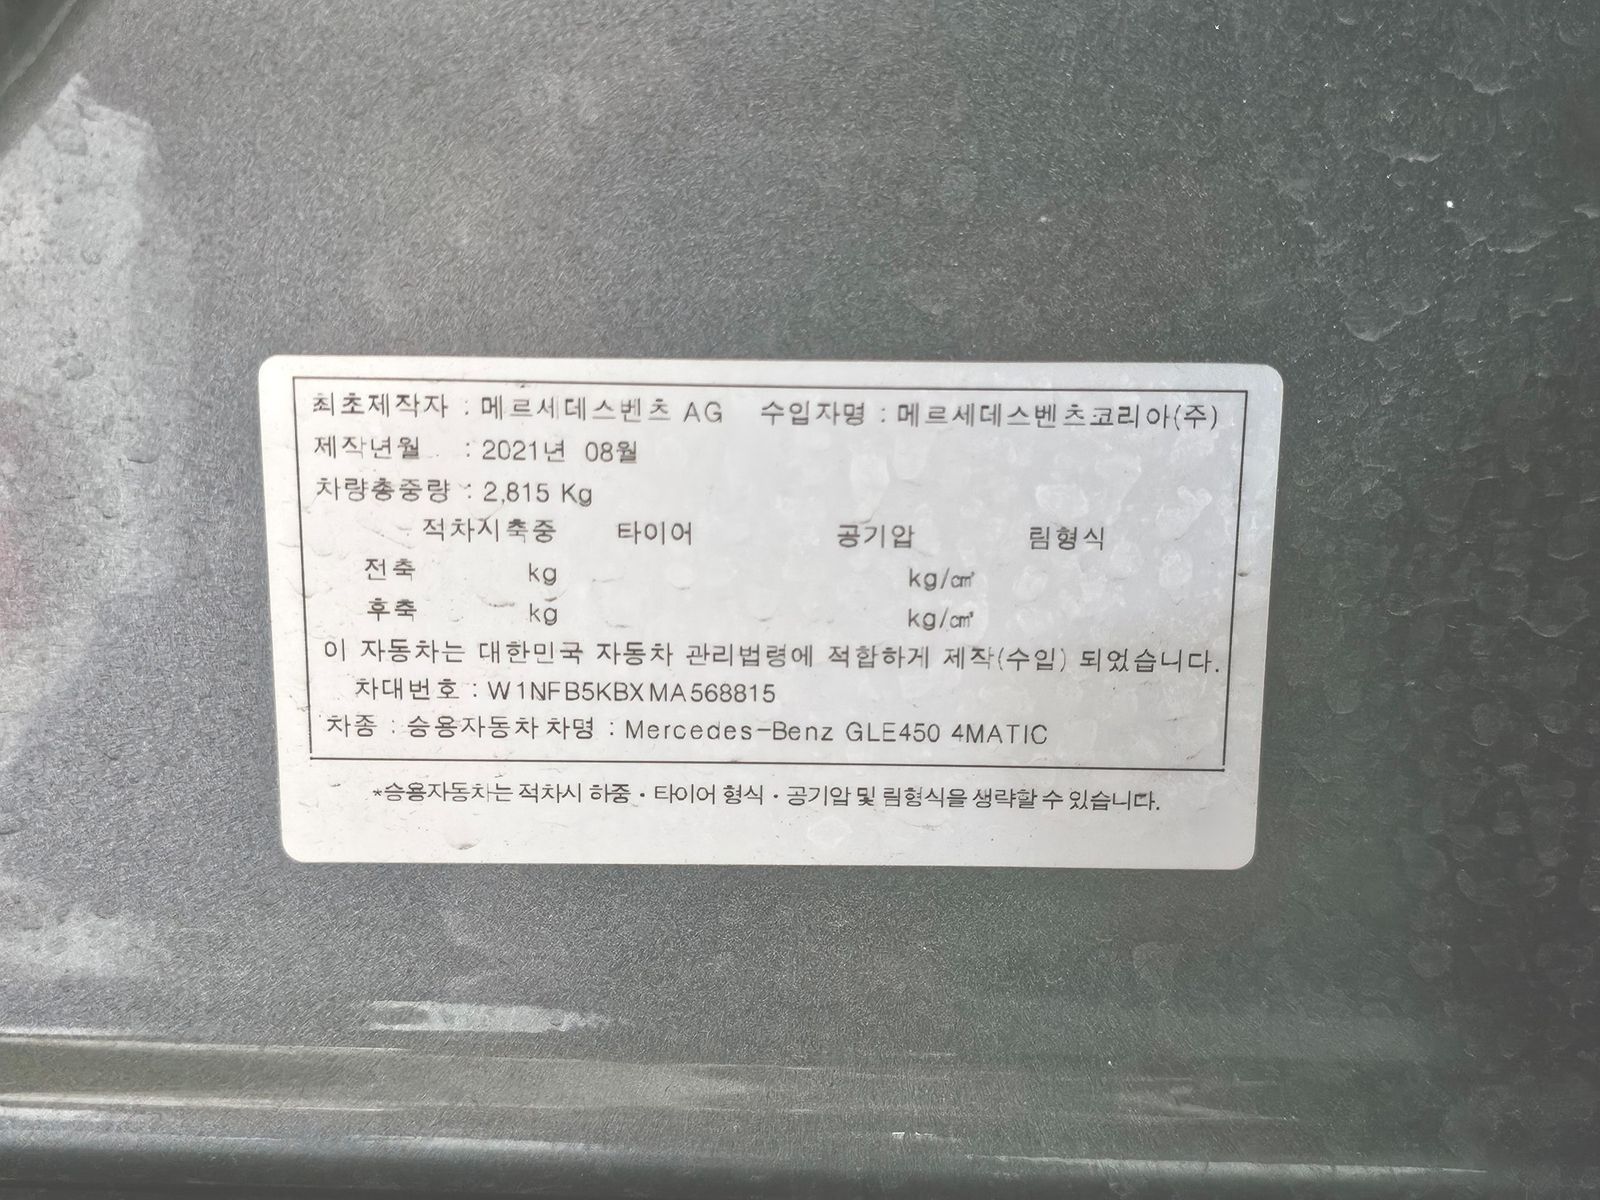 최초제작자 : 메르세데스벤츠 AG 수입자명 : 메르세데스벤츠코리아(주)
제작년월 : 2021년 08월
차량총중량 : 2,815 Kg
적차시축중 타이어 공기압 림형식
전축 kg kg/㎠
후축 kg kg/㎠
이 자동차는 대한민국 자동차 관리법령에 적합하게 제작(수입) 되었습니다.
차대번호 : W1NFB5KBXMA568815
차종 : 승용자동차 차명 : Mercedes-Benz GLE450 4MATIC
*승용자동차는 적차시 하중·타이어 형식·공기압 및 림형식을 생략할 수 있습니다.